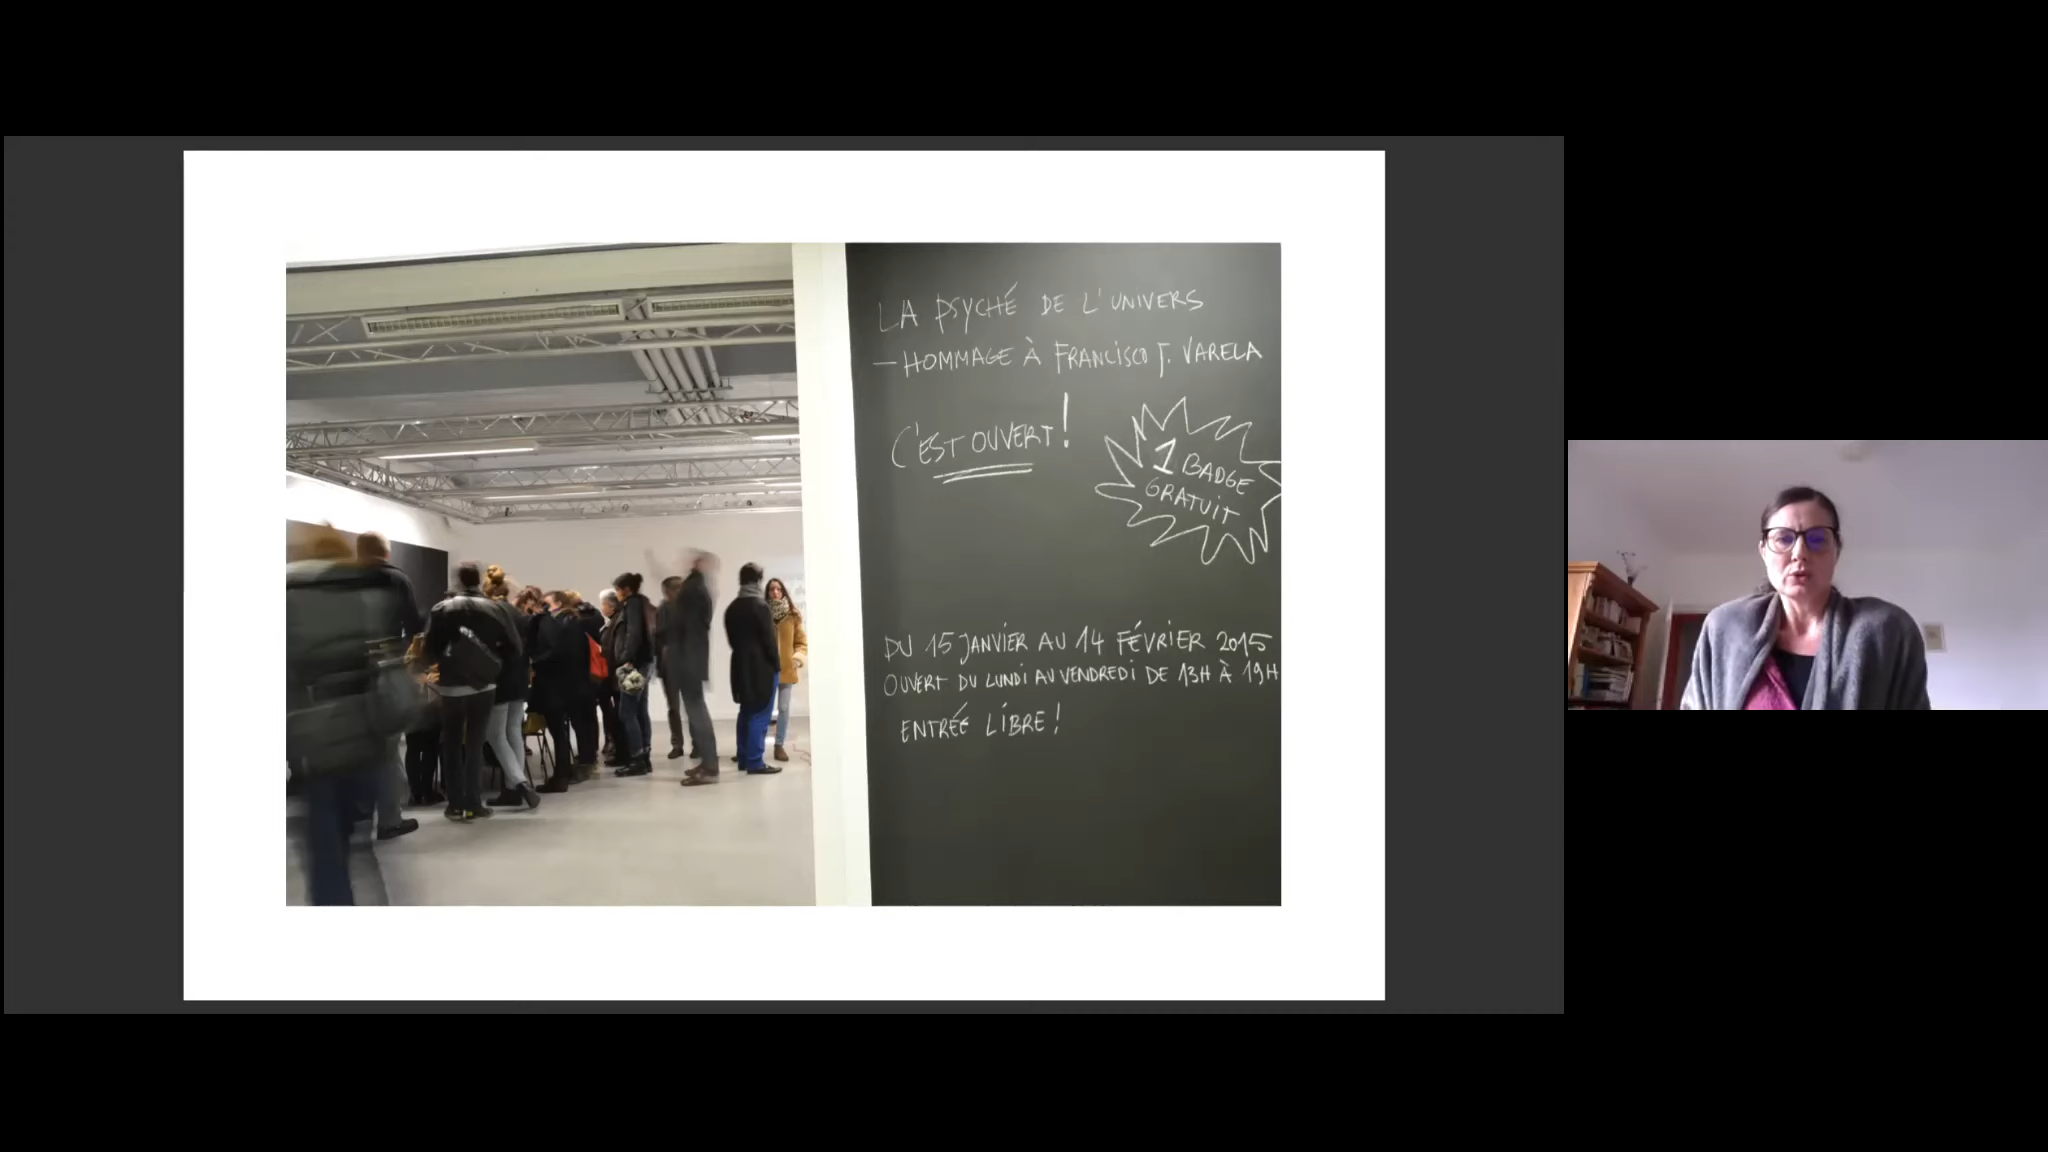 LA PSYCHÉ DE L'UNIVERS
— HOMMAGE À FRANCISCO J. VARELA
C'EST OUVERT !
1 BADGE
GRATUIT
DU 15 JANVIER AU 14 FÉVRIER 2015
OUVERT DU LUNDI AU VENDREDI DE 13H À 19H
ENTRÉE LIBRE !